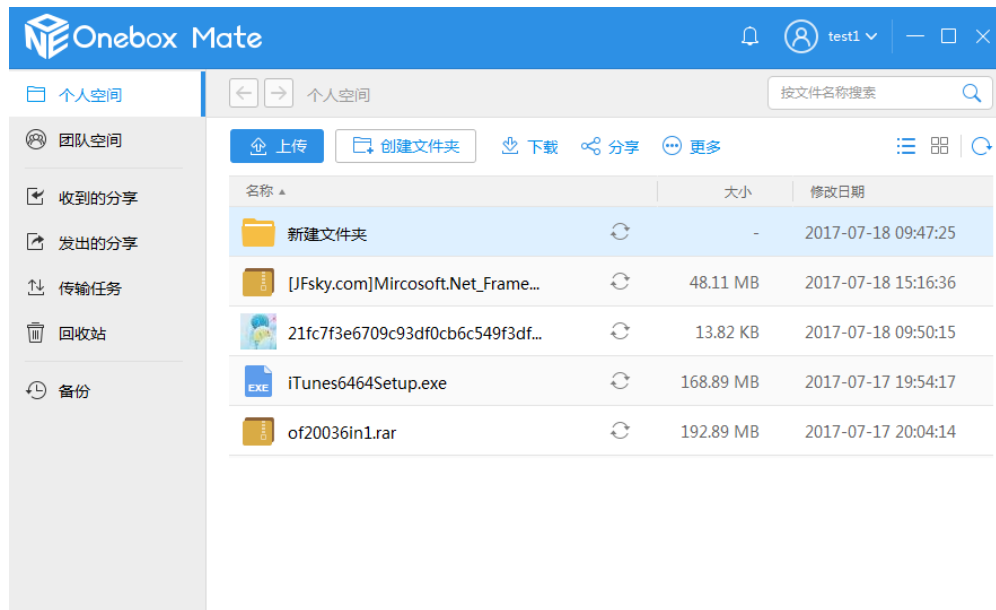 Onebox Mate
test1
个人空间
团队空间
收到的分享
发出的分享
传输任务
回收站
备份
个人空间
按文件名称搜素
上传 创建文件夹 下载 分享 更多
名称 大小 修改日期
新建文件夹 - 2017-07-18 09:47:25
[JFsky.com]Mircosoft.Net_Frame... 48.11 MB 2017-07-18 15:16:36
21fc7f3e6709c93df0cb6c549f3df... 13.82 KB 2017-07-18 09:50:15
EXE iTunes6464Setup.exe 168.89 MB 2017-07-17 19:54:17
of20036in1.rar 192.89 MB 2017-07-17 20:04:14